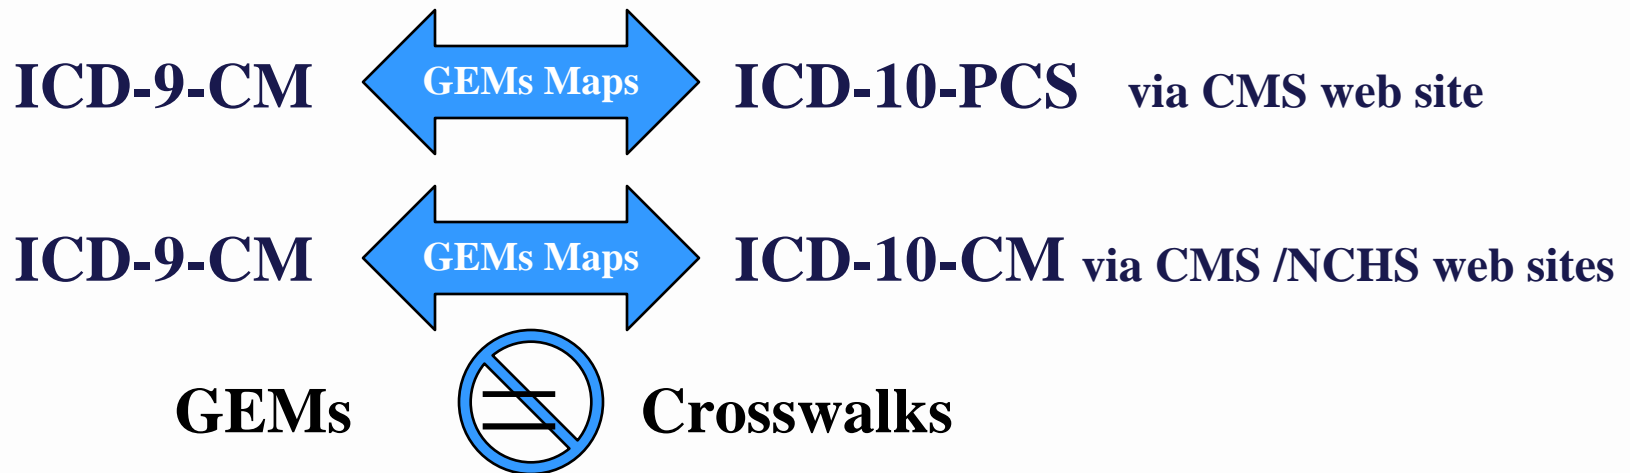 ICD-9-CM GEMs Maps ICD-10-PCS via CMS web site
ICD-9-CM GEMs Maps ICD-10-CM via CMS /NCHS web sites
GEMs = Crosswalks